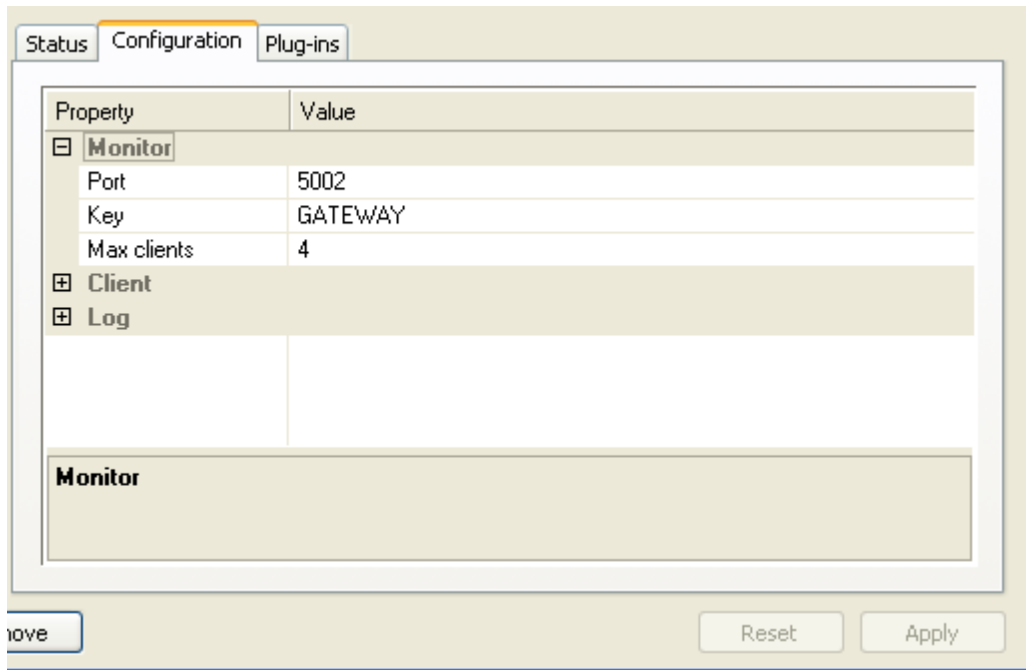 Status Configuration Plug-ins
Property Value
Monitor
Port 5002
Key GATEWAY
Max clients 4
Client
Log
Monitor
Reset Apply